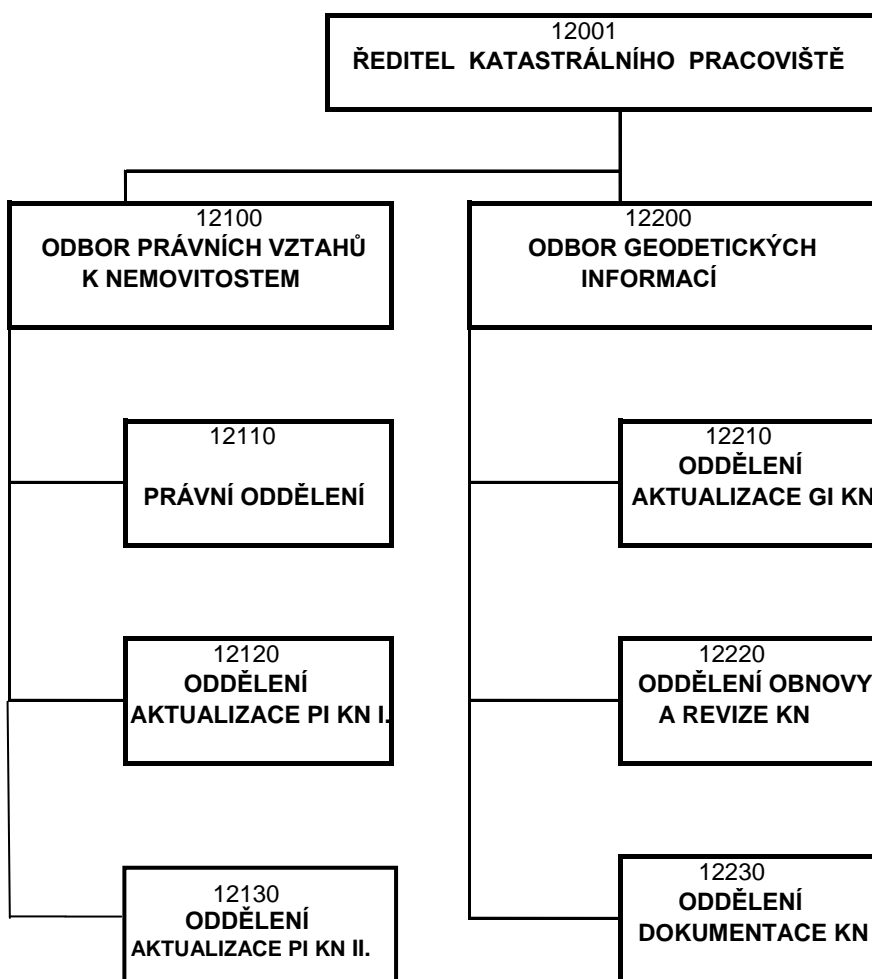 12001
ŘEDITEL KATASTRÁLNÍHO PRACOVIŠTĚ
12100
ODBOR PRÁVNÍCH VZTAHŮ
K NEMOVITOSTEM
12200
ODBOR GEODETICKÝCH
INFORMACÍ
12110
PRÁVNÍ ODDĚLENÍ
12210
ODDĚLENÍ
AKTUALIZACE GI KN
12120
ODDĚLENÍ
AKTUALIZACE PI KN I.
12220
ODDĚLENÍ OBNOVY
A REVIZE KN
12130
ODDĚLENÍ
AKTUALIZACE PI KN II.
12230
ODDĚLENÍ
DOKUMENTACE KN